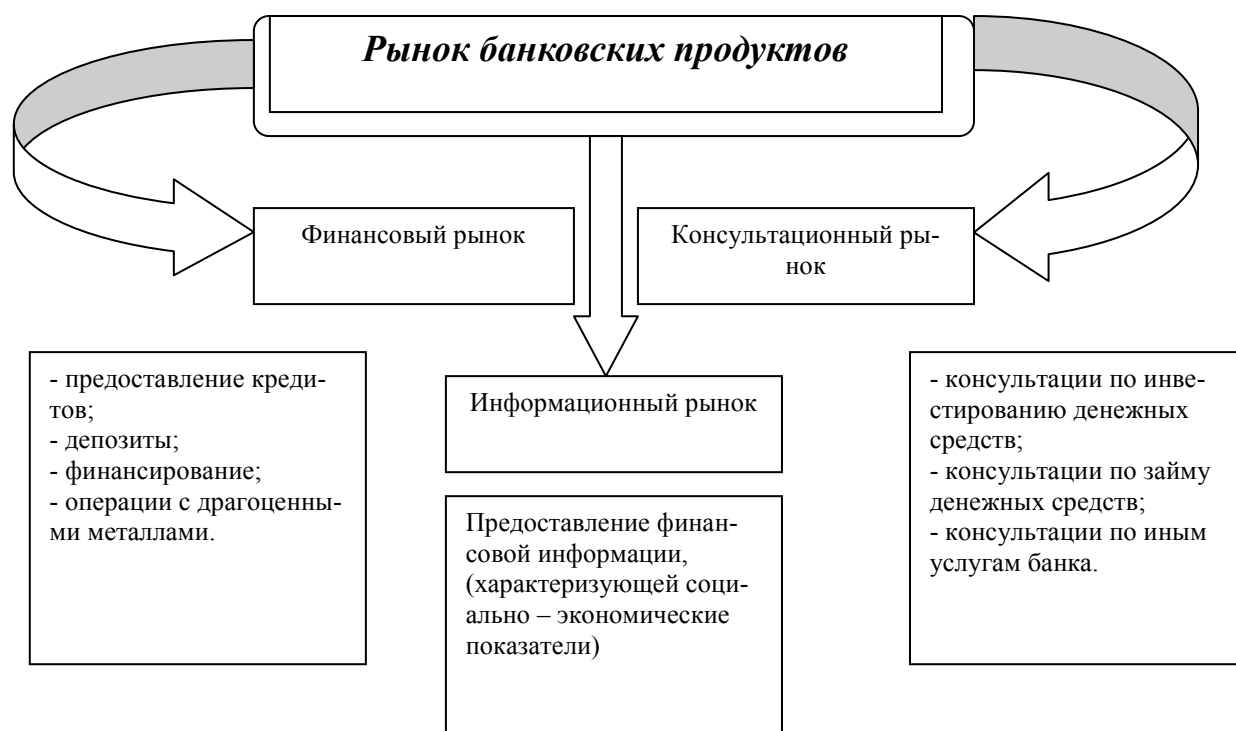 Рынок банковских продуктов
Финансовый рынок
Консультационный ры-
нок
- предоставление креди-
тов;
- депозиты;
- финансирование;
- операции с драгоценны-
ми металлами.
Информационный рынок
Предоставление финан-
совой информации,
(характеризующей соци-
ально – экономические
показатели)
- консультации по инве-
стированию денежных
средств;
- консультации по займу
денежных средств;
- консультации по иным
услугам банка.